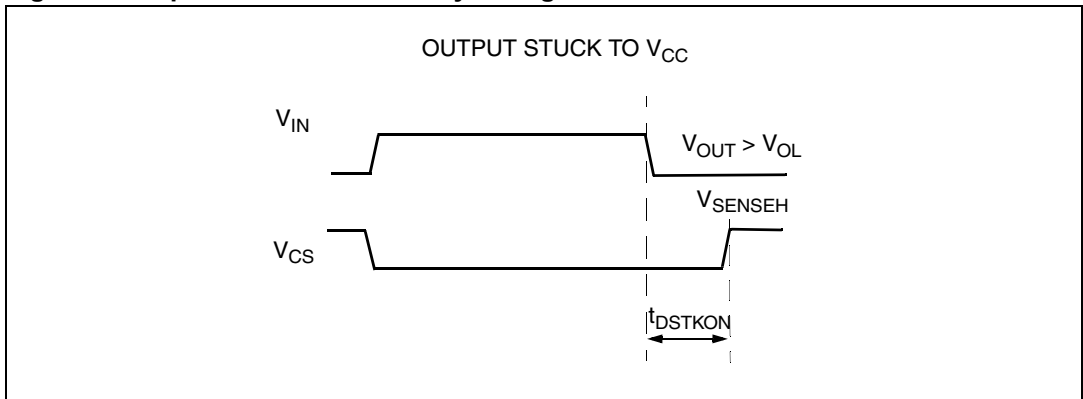 OUTPUT STUCK TO VCC
VIN
VOUT > VOL
VSENSEH
VCS
tDSTKON